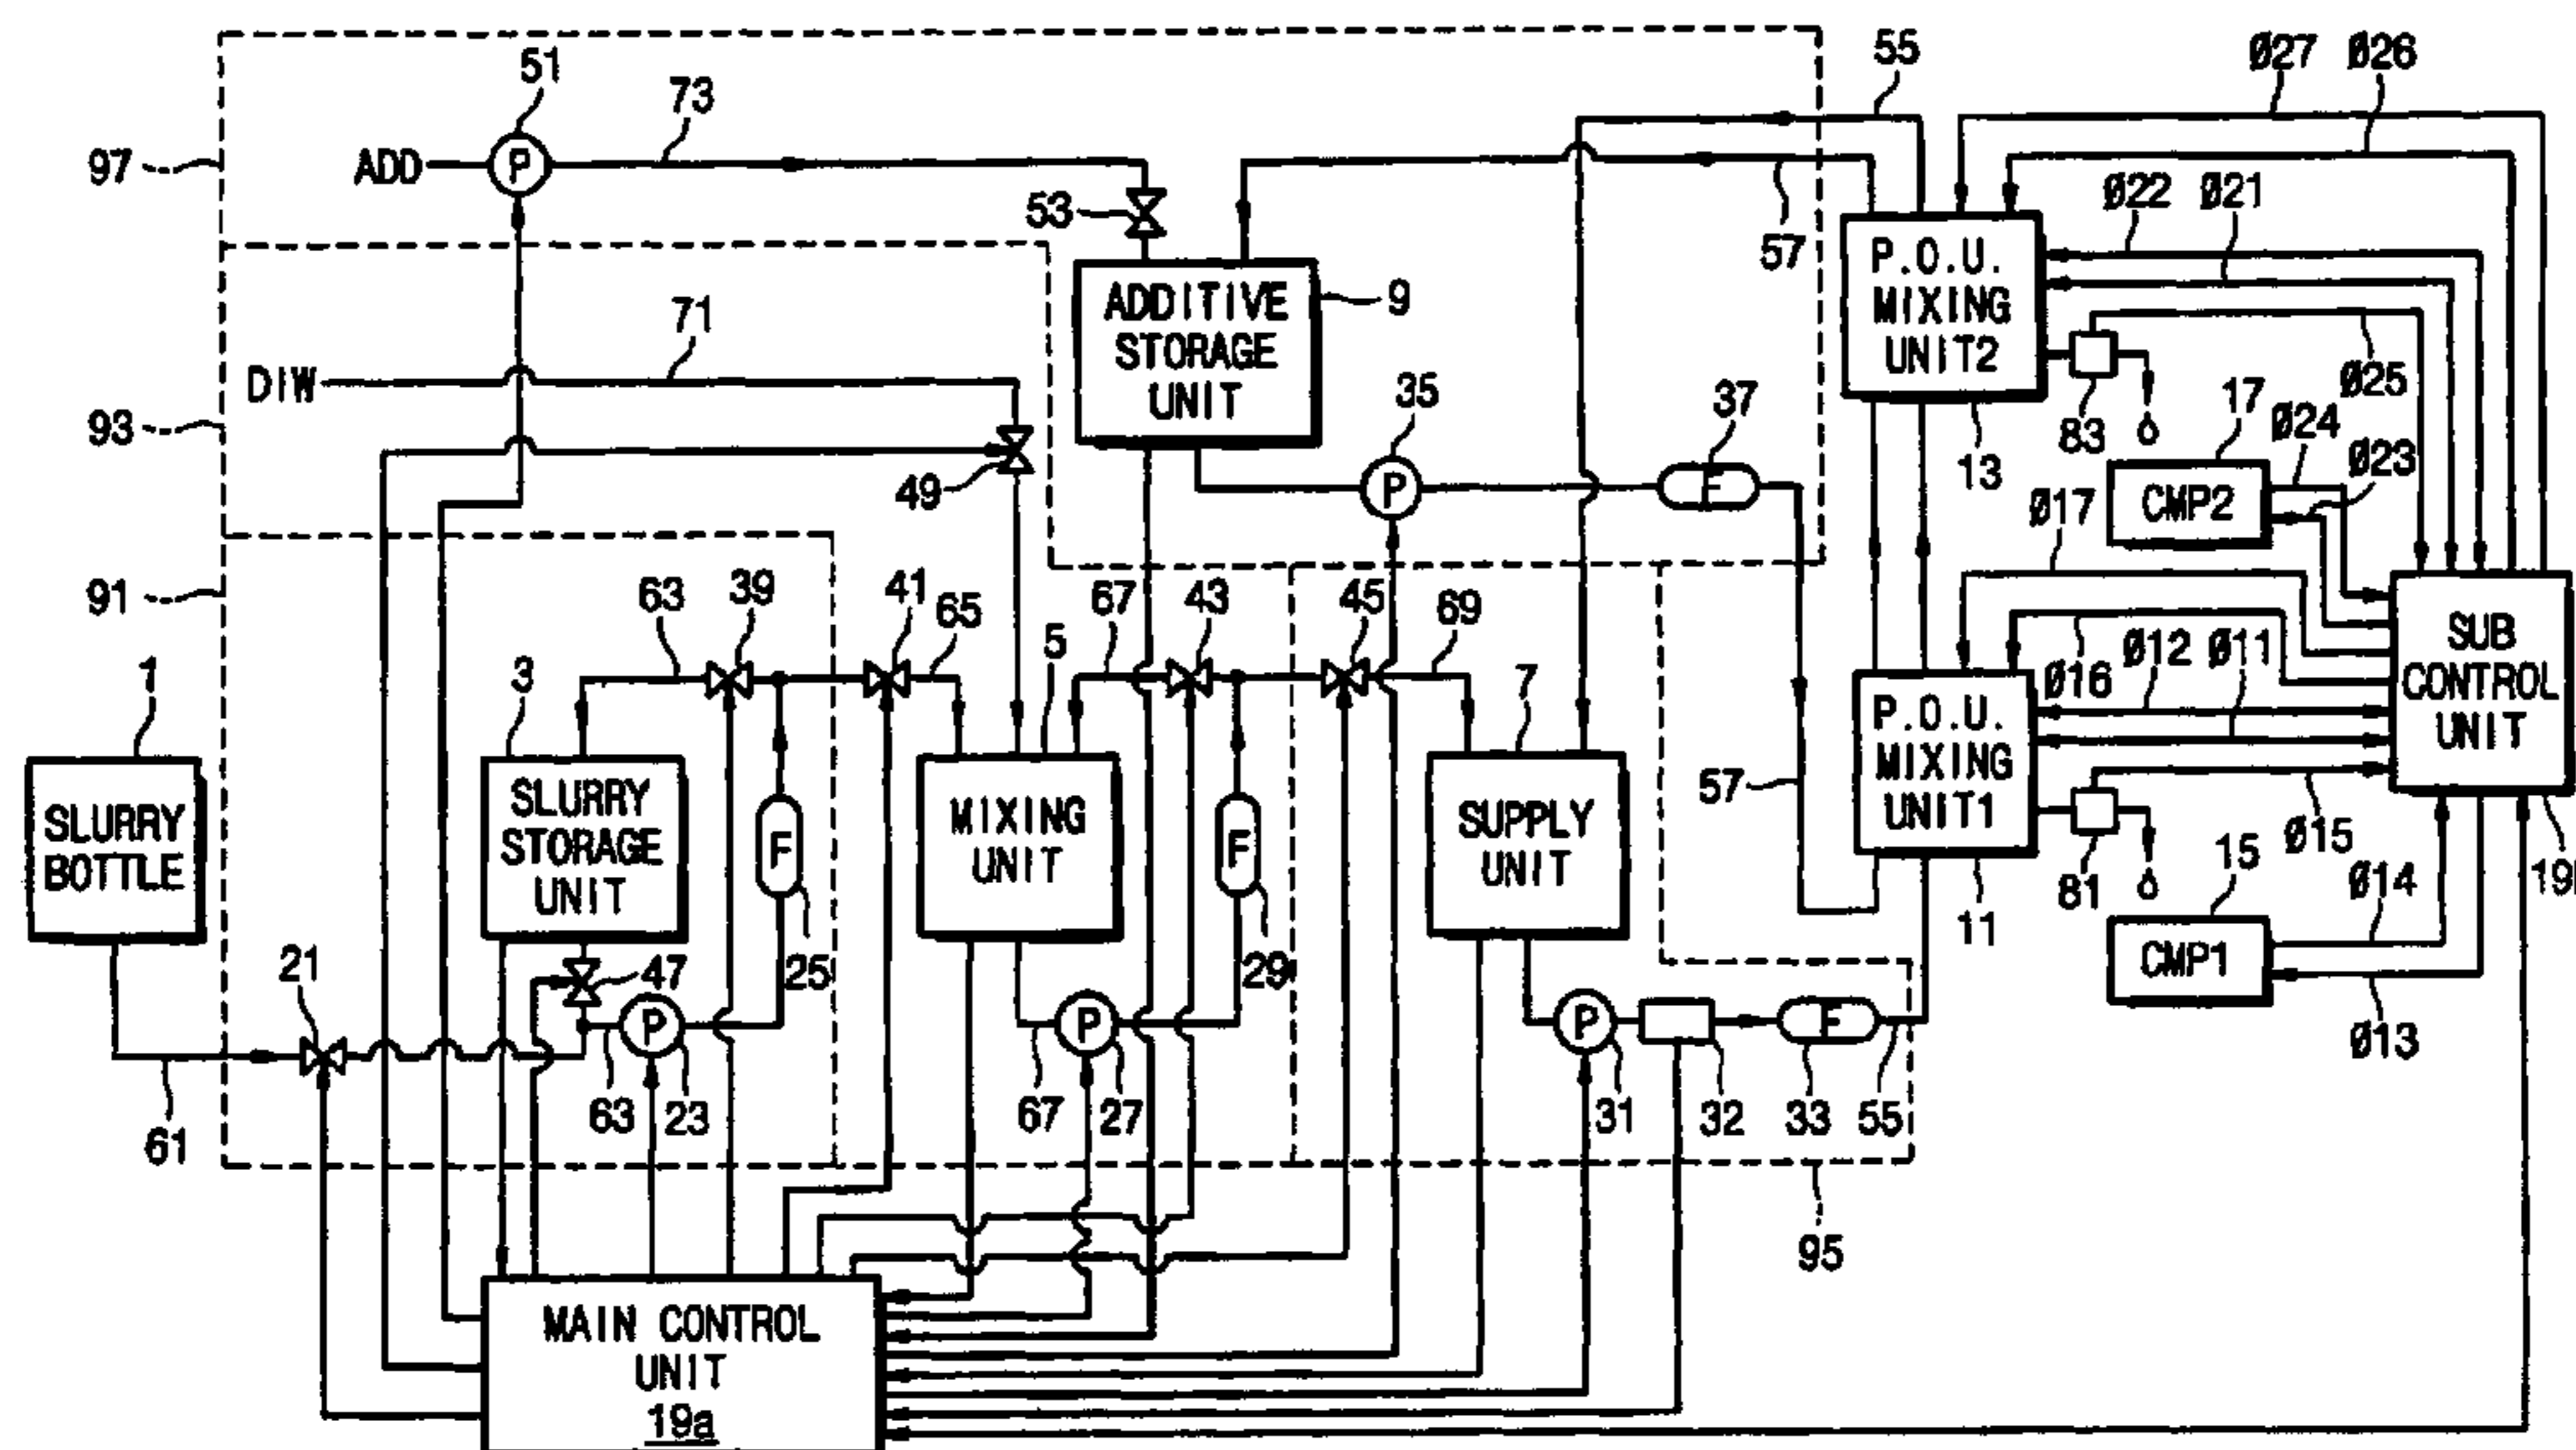 51
73
55
Ø27
Ø26
97
ADD
P
53
57
Ø22
Ø21
P.O.U.
MIXING
UNIT2
ADDITIVE
STORAGE
UNIT
9
71
DIW
93
49
35
37
P
F
13
83
Ø25
17
Ø24
Ø23
CMP2
Ø17
91
63
39
41
65
5
67
43
45
69
Ø16
Ø12
Ø11
SUB
CONTROL
UNIT
1
3
7
SLURRY
BOTTLE
SLURRY
STORAGE
UNIT
F
MIXING
UNIT
F
SUPPLY
UNIT
57
P.O.U.
MIXING
UNIT1
81
Ø15
15
Ø14
11
CMP1
Ø13
21
47
25
29
P
63
23
61
P
67
27
P
31
32
F
33
55
95
MAIN CONTROL
UNIT
19a